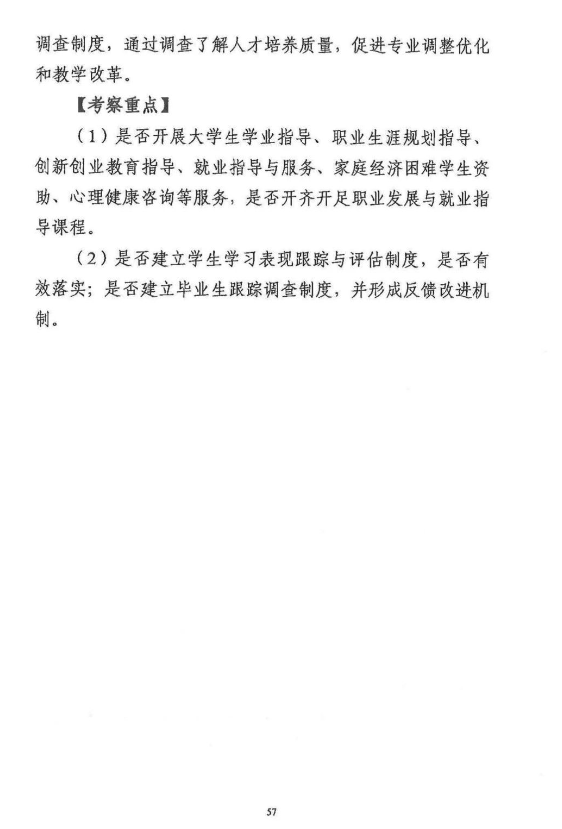 调查制度，通过调查了解人才培养质量，促进专业调整优化
和教学改革。
【考察重点】
（1）是否开展大学生学业指导、职业生涯规划指导、
创新创业教育指导、就业指导与服务、家庭经济困难学生资
助、心理健康咨询等服务，是否开齐开足职业发展与就业指
导课程。
（2）是否建立学生学习表现跟踪与评估制度，是否有
效落实；是否建立毕业生跟踪调查制度，并形成反馈改进机
制。
57